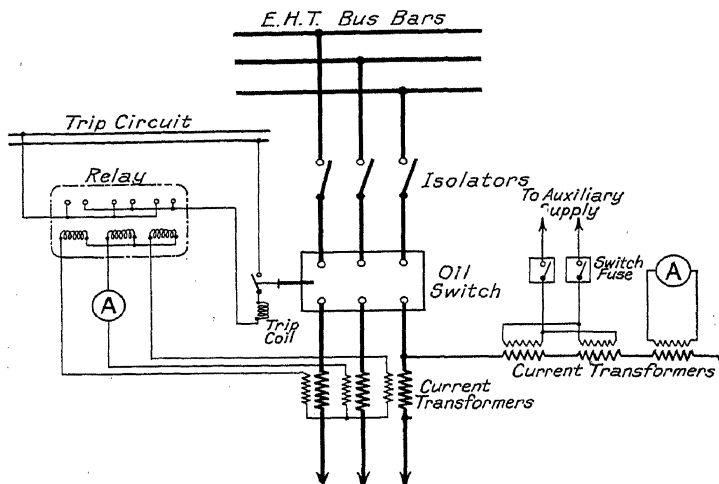 E.H.T. Bus Bars
Trip Circuit
Relay
Isolators
To Auxiliary
Supply
Switch
Fuse
A
Oil
Switch
A
Trip
Coil
Current Transformers
Current
Transformers